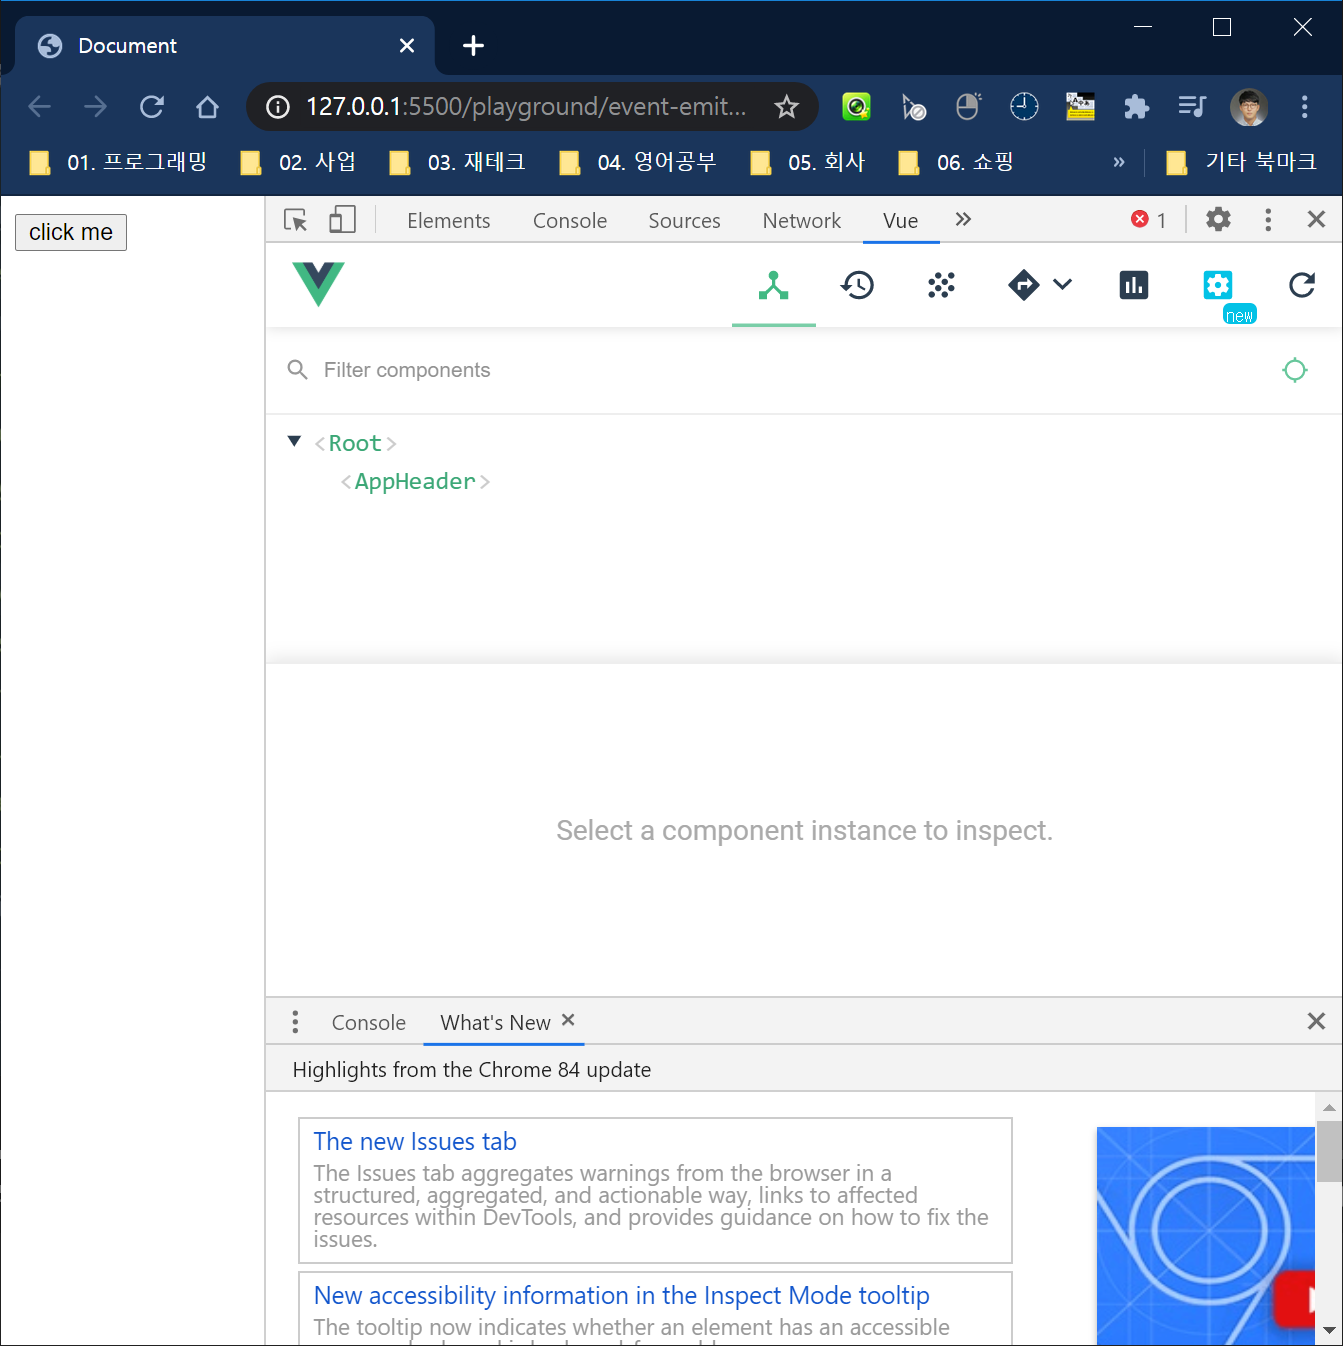 Document
127.0.0.1:5500/playground/event-emit...
01. 프로그래밍 02. 사업 03. 재테크 04. 영어공부 05. 회사 06. 쇼핑 » 기타 북마크
click me
Elements Console Sources Network Vue » 1
new
Filter components
<Root>
<AppHeader>
Select a component instance to inspect.
Console What's New
Highlights from the Chrome 84 update
The new Issues tab
The Issues tab aggregates warnings from the browser in a
structured, aggregated, and actionable way, links to affected
resources within DevTools, and provides guidance on how to fix the
issues.
New accessibility information in the Inspect Mode tooltip
The tooltip now indicates whether an element has an accessible